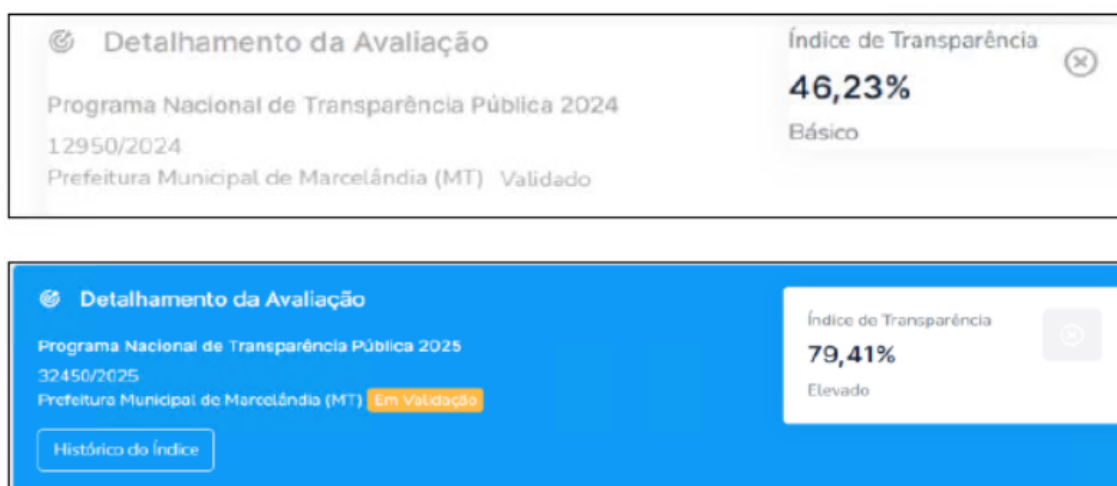 Detalhamento da Avaliação
Programa Nacional de Transparência Pública 2024
12950/2024
Prefeitura Municipal de Marcelândia (MT) Validado
Índice de Transparência
46,23%
Básico
Detalhamento da Avaliação
Programa Nacional de Transparência Pública 2025
32450/2025
Prefeitura Municipal de Marcelândia (MT) Em Validação
Histórico do Índice
Índice de Transparência
79,41%
Elevado